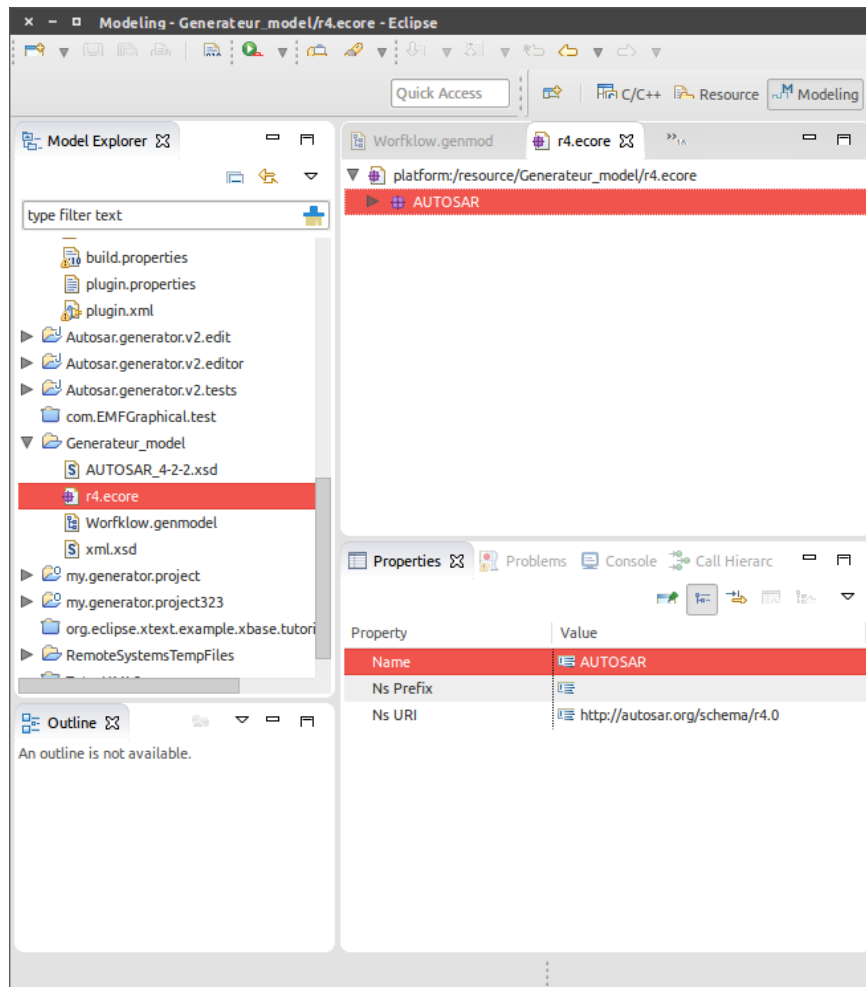 Modeling - Generateur_model/r4.ecore - Eclipse
Quick Access
C/C++
Resource
Modeling
Model Explorer
type filter text
build.properties
plugin.properties
plugin.xml
Autosar.generator.v2.edit
Autosar.generator.v2.editor
Autosar.generator.v2.tests
com.EMFGraphical.test
Generateur_model
AUTOSAR_4-2-2.xsd
r4.ecore
Worfklow.genmodel
xml.xsd
my.generator.project
my.generator.project323
org.eclipse.xtext.example.xbase.tutori
RemoteSystemsTempFiles
Outline
An outline is not available.
Worfklow.genmod
r4.ecore
platform:/resource/Generateur_model/r4.ecore
AUTOSAR
Properties
Problems
Console
Call Hierarc
Property Value
Name AUTOSAR
Ns Prefix
Ns URI http://autosar.org/schema/r4.0